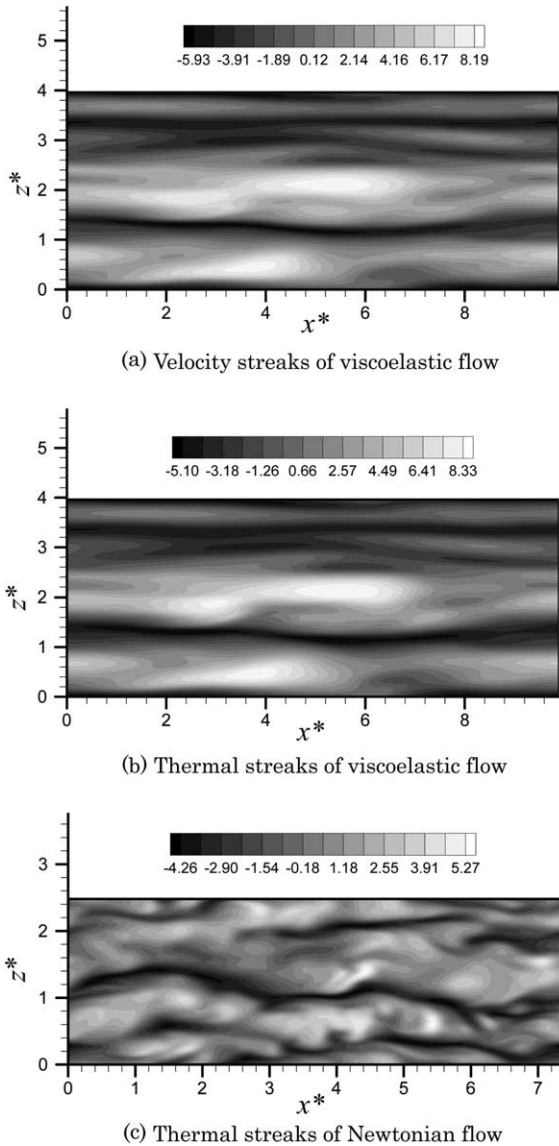 5
4
3
2
1
0
z*
-5.93 -3.91 -1.89 0.12 2.14 4.16 6.17 8.19
0 2 4 6 8
x*
(a) Velocity streaks of viscoelastic flow
5
4
3
2
1
0
z*
-5.10 -3.18 -1.26 0.66 2.57 4.49 6.41 8.33
0 2 4 6 8
x*
(b) Thermal streaks of viscoelastic flow
3
2
1
0
z*
-4.26 -2.90 -1.54 -0.18 1.18 2.55 3.91 5.27
0 1 2 3 4 5 6 7
x*
(c) Thermal streaks of Newtonian flow